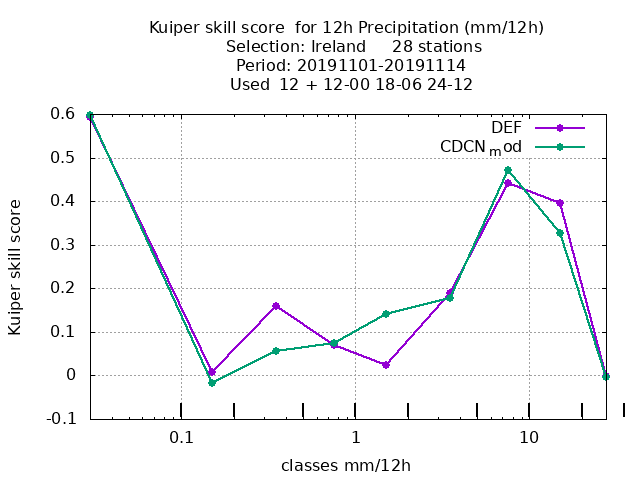 Kuiper skill score  for 12h Precipitation (mm/12h)
Selection: Ireland     28 stations
Period: 20191101-20191114
Used  12 + 12-00 18-06 24-12
DEF
CDCNmod
0.6
0.5
0.4
0.3
0.2
0.1
0
-0.1
Kuiper skill score
0.1 1 10
classes mm/12h